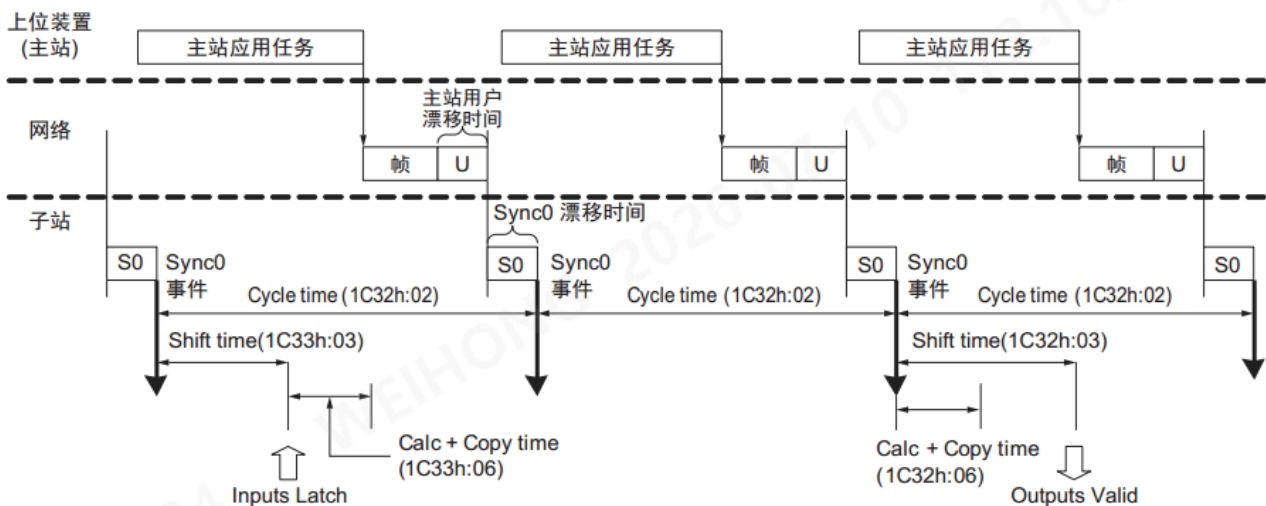 上位装置
(主站)
主站应用任务
主站应用任务
主站应用任务
网络
主站用户
漂移时间
帧
U
帧
U
帧
U
子站
Sync0 漂移时间
S0
Sync0
事件
S0
Sync0
事件
S0
Sync0
事件
S0
Cycle time (1C32h:02)
Cycle time (1C32h:02)
Cycle time (1C32h:02)
Shift time(1C33h:03)
Shift time(1C32h:03)
Calc + Copy time
(1C33h:06)
Calc + Copy time
(1C32h:06)
Inputs Latch
Outputs Valid
WEIHONG 2026-07-10